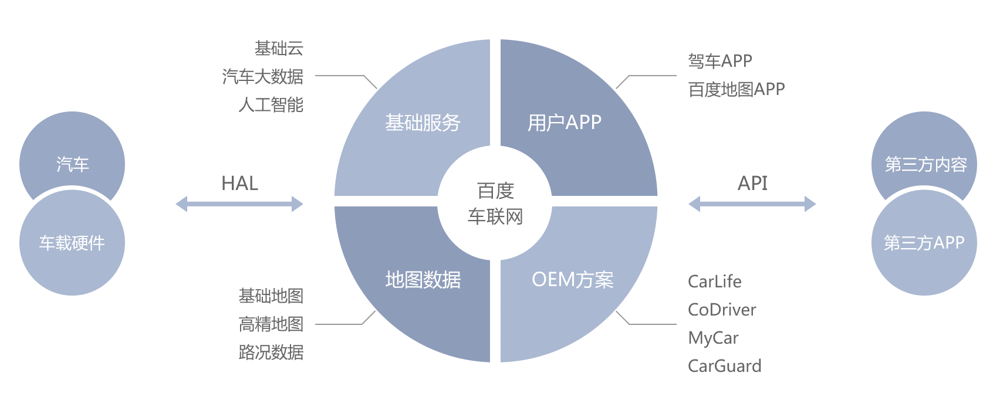 基础云
汽车大数据
人工智能
驾车APP
百度地图APP
基础服务
用户APP
汽车
车载硬件
HAL
百度
车联网
API
第三方内容
第三方APP
地图数据
OEM方案
基础地图
高精地图
路况数据
CarLife
CoDriver
MyCar
CarGuard